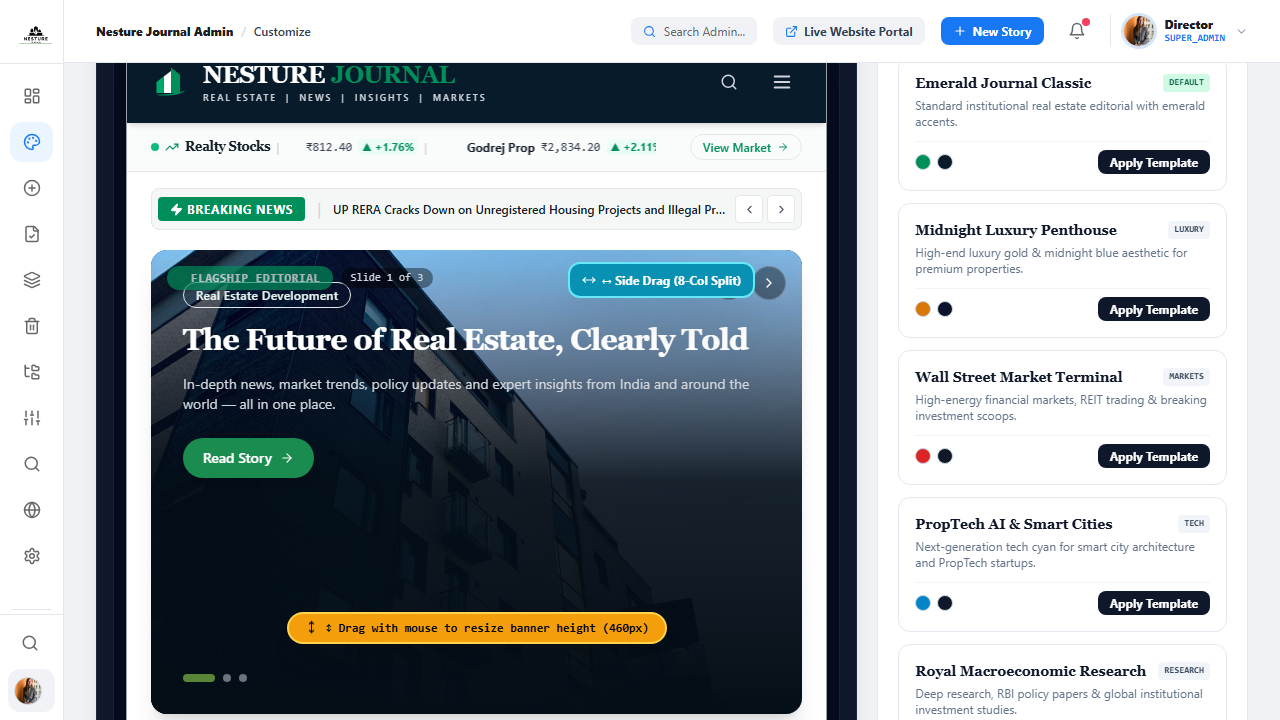 NESTURE
Nesture Journal Admin / Customize
Search Admin...
Live Website Portal
+ New Story
Director
SUPER_ADMIN
NESTURE JOURNAL
REAL ESTATE | NEWS | INSIGHTS | MARKETS
Realty Stocks | ₹812.40 ▲ +1.76% | Godrej Prop ₹2,834.20 ▲ +2.11%
View Market →
BREAKING NEWS | UP RERA Cracks Down on Unregistered Housing Projects and Illegal Pr...
FLAGSHIP EDITORIAL
Slide 1 of 3
↔ ↔ Side Drag (8-Col Split)
Real Estate Development
The Future of Real Estate, Clearly Told
In-depth news, market trends, policy updates and expert insights from India and around the
world — all in one place.
Read Story →
↕ ↕ Drag with mouse to resize banner height (460px)
Emerald Journal Classic
DEFAULT
Standard institutional real estate editorial with emerald
accents.
Apply Template
Midnight Luxury Penthouse
LUXURY
High-end luxury gold & midnight blue aesthetic for
premium properties.
Apply Template
Wall Street Market Terminal
MARKETS
High-energy financial markets, REIT trading & breaking
investment scoops.
Apply Template
PropTech AI & Smart Cities
TECH
Next-generation tech cyan for smart city architecture
and PropTech startups.
Apply Template
Royal Macroeconomic Research
RESEARCH
Deep research, RBI policy papers & global institutional
investment studies.